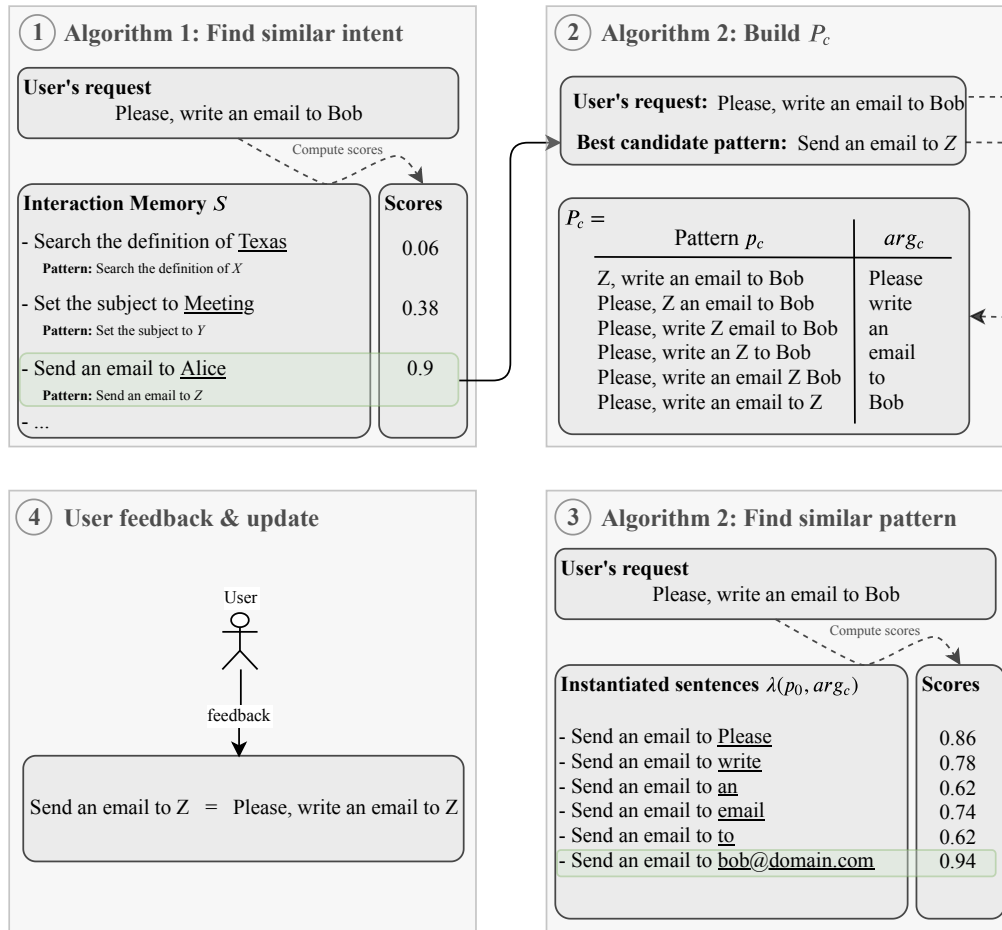 1 Algorithm 1: Find similar intent
User's request
Please, write an email to Bob
Compute scores
Interaction Memory S
Scores
- Search the definition of Texas
0.06
Pattern: Search the definition of X
- Set the subject to Meeting
0.38
Pattern: Set the subject to Y
- Send an email to Alice
0.9
Pattern: Send an email to Z
- ...
2 Algorithm 2: Build P_c
User's request: Please, write an email to Bob
Best candidate pattern: Send an email to Z
P_c =
Pattern p_c arg_c
Z, write an email to Bob Please
Please, Z an email to Bob write
Please, write Z email to Bob an
Please, write an Z to Bob email
Please, write an email Z Bob to
Please, write an email to Z Bob
4 User feedback & update
User
feedback
Send an email to Z = Please, write an email to Z
3 Algorithm 2: Find similar pattern
User's request
Please, write an email to Bob
Compute scores
Instantiated sentences λ(p_0, arg_c)
Scores
- Send an email to Please 0.86
- Send an email to write 0.78
- Send an email to an 0.62
- Send an email to email 0.74
- Send an email to to 0.62
- Send an email to bob@domain.com 0.94